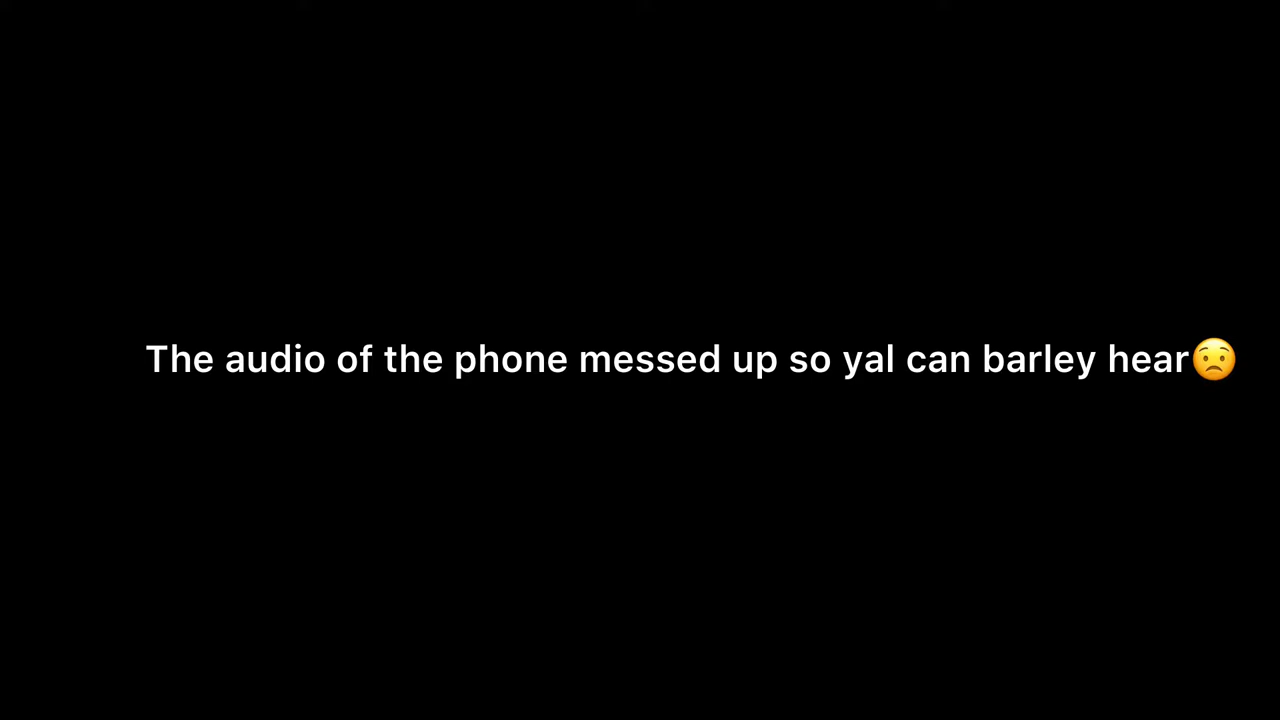 The audio of the phone messed up so yal can barley hear😟